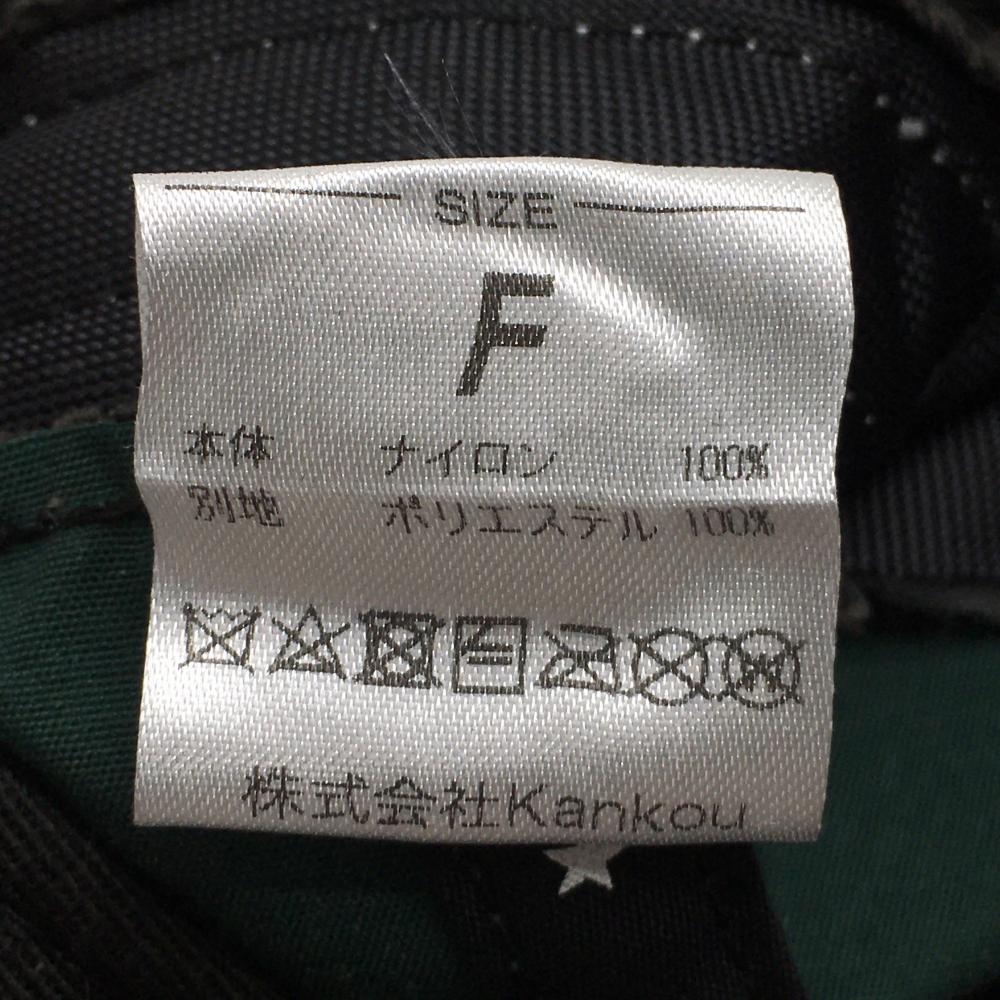 SIZE
F
本体 ナイロン 100%
別地 ポリエステル 100%
株式会社Kankou